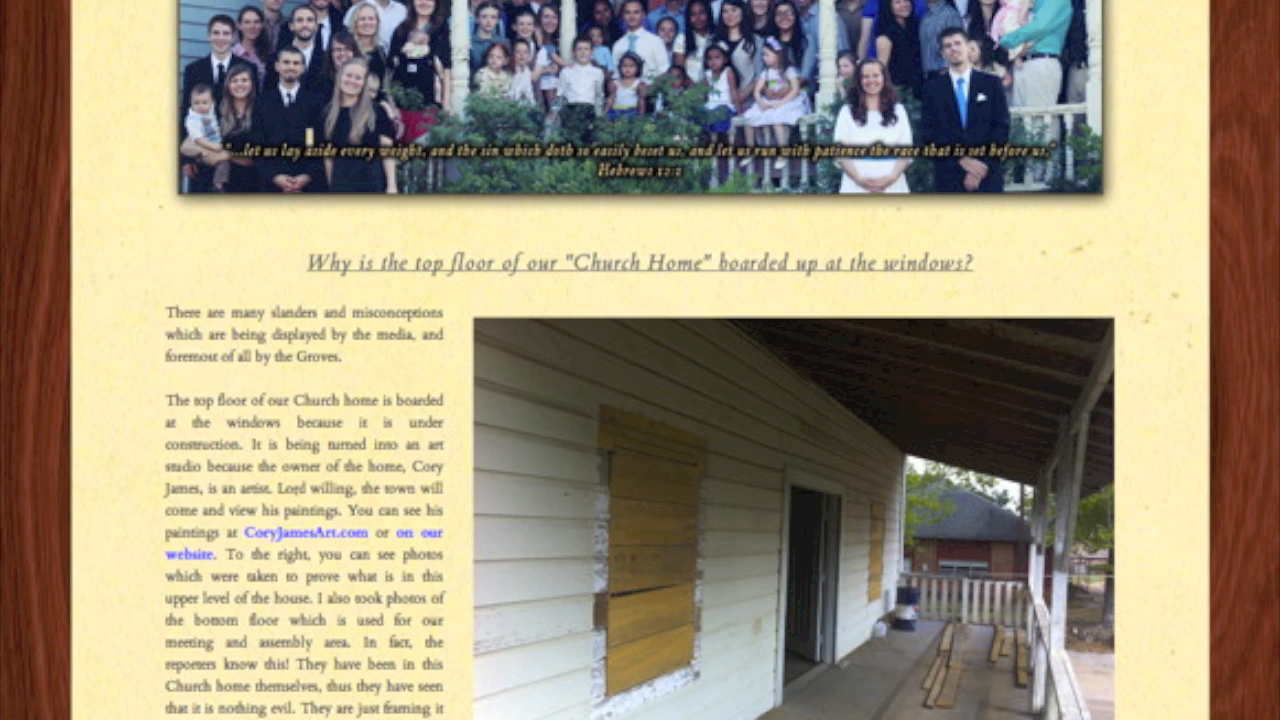 "...let us lay aside every weight, and the sin which doth so easily beset us, and let us run with patience the race that is set before us,"
Hebrews 12:1
Why is the top floor of our "Church Home" boarded up at the windows?
There are many slanders and misconceptions
which are being displayed by the media, and
foremost of all by the Groves.
The top floor of our Church home is boarded
at the windows because it is under
construction. It is being turned into an art
studio because the owner of the home, Cory
James, is an artist. Lord willing, the town will
come and view his paintings. You can see his
paintings at CoryJamesArt.com or on our
website. To the right, you can see photos
which were taken to prove what is in this
upper level of the house. I also took photos of
the bottom floor which is used for our
meeting and assembly area. In fact, the
reporters know this! They have been in this
Church home themselves, thus they have seen
that it is nothing evil. They are just framing it